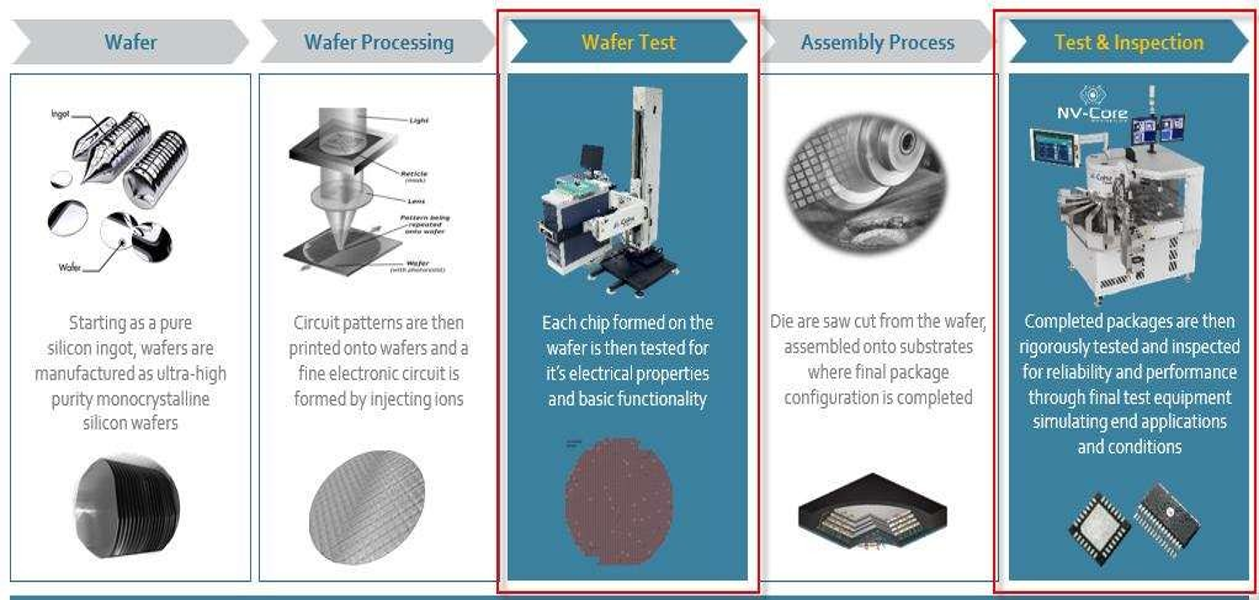 Wafer
Wafer Processing
Wafer Test
Assembly Process
Test & Inspection
Ingot
Wafer
Light
Reticle
(mask)
Lens
Pattern being
repeated
onto wafer
Wafer
(with photoresist)
NV-Core
Starting as a pure
silicon ingot, wafers are
manufactured as ultra-high
purity monocrystalline
silicon wafers
Circuit patterns are then
printed onto wafers and a
fine electronic circuit is
formed by injecting ions
Each chip formed on the
wafer is then tested for
it's electrical properties
and basic functionality
Die are saw cut from the wafer,
assembled onto substrates
where final package
configuration is completed
Completed packages are then
rigorously tested and inspected
for reliability and performance
through final test equipment
simulating end applications
and conditions